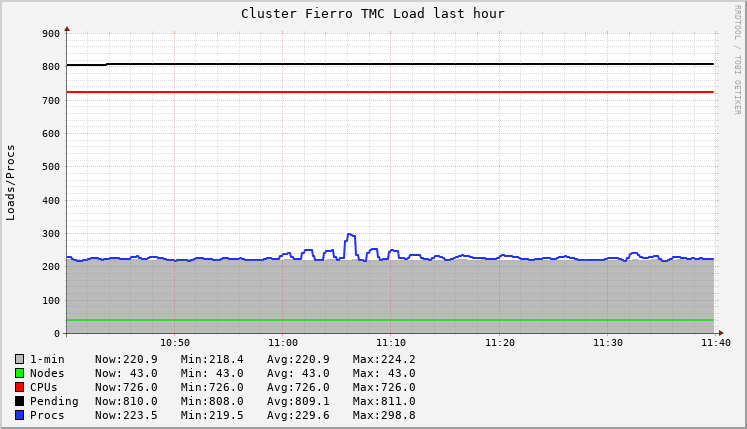 Cluster Fierro TMC Load last hour
RRDTOOL / TOBI OETIKER
Loads/Procs
900
800
700
600
500
400
300
200
100
0
10:50 11:00 11:10 11:20 11:30 11:40
1-min Now:220.9 Min:218.4 Avg:220.9 Max:224.2
Nodes Now: 43.0 Min: 43.0 Avg: 43.0 Max: 43.0
CPUs Now:726.0 Min:726.0 Avg:726.0 Max:726.0
Pending Now:810.0 Min:808.0 Avg:809.1 Max:811.0
Procs Now:223.5 Min:219.5 Avg:229.6 Max:298.8